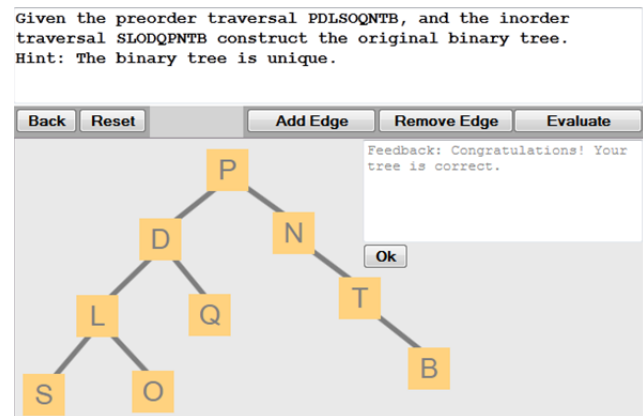 Given the preorder traversal PDLSOQNTB, and the inorder
traversal SLODQPNTB construct the original binary tree.
Hint: The binary tree is unique.
Back Reset Add Edge Remove Edge Evaluate
Feedback: Congratulations! Your
tree is correct.
Ok
P
D N
L Q T
S O B